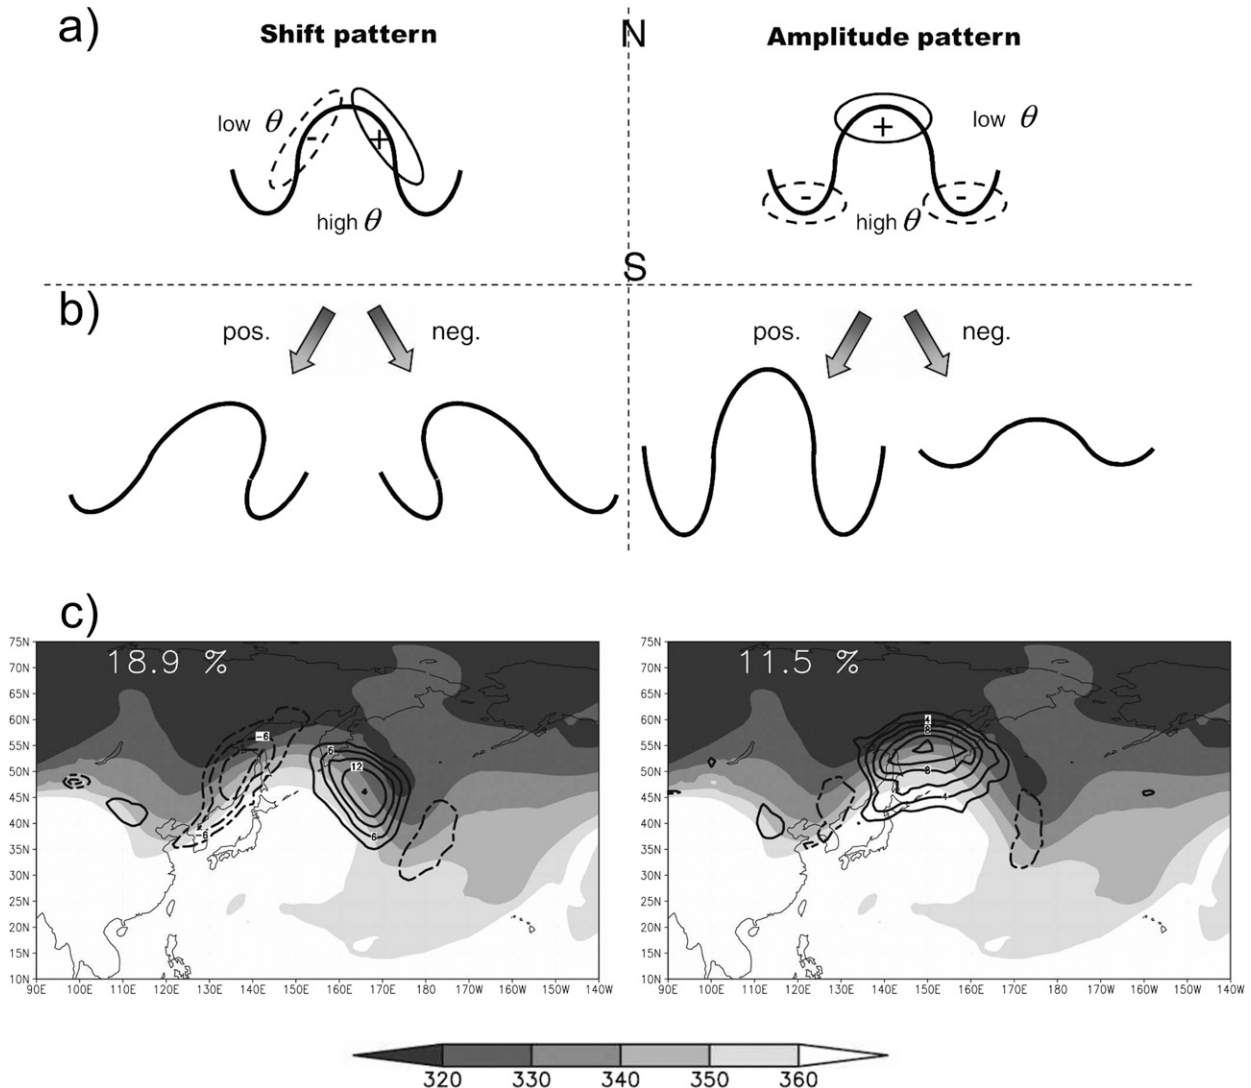 a)
Shift pattern
N
Amplitude pattern
low θ
-
+
high θ
+
low θ
-
-
high θ
S
b)
pos.
neg.
pos.
neg.
c)
75N
70N
65N
60N
55N
50N
45N
40N
35N
30N
25N
20N
15N
10N
18.9 %
-6
6
12
-6
6
90E 100E 110E 120E 130E 140E 150E 160E 170E 180 170W 160W 150W 140W
75N
70N
65N
60N
55N
50N
45N
40N
35N
30N
25N
20N
15N
10N
11.5 %
4
8
8
4
90E 100E 110E 120E 130E 140E 150E 160E 170E 180 170W 160W 150W 140W
320 330 340 350 360